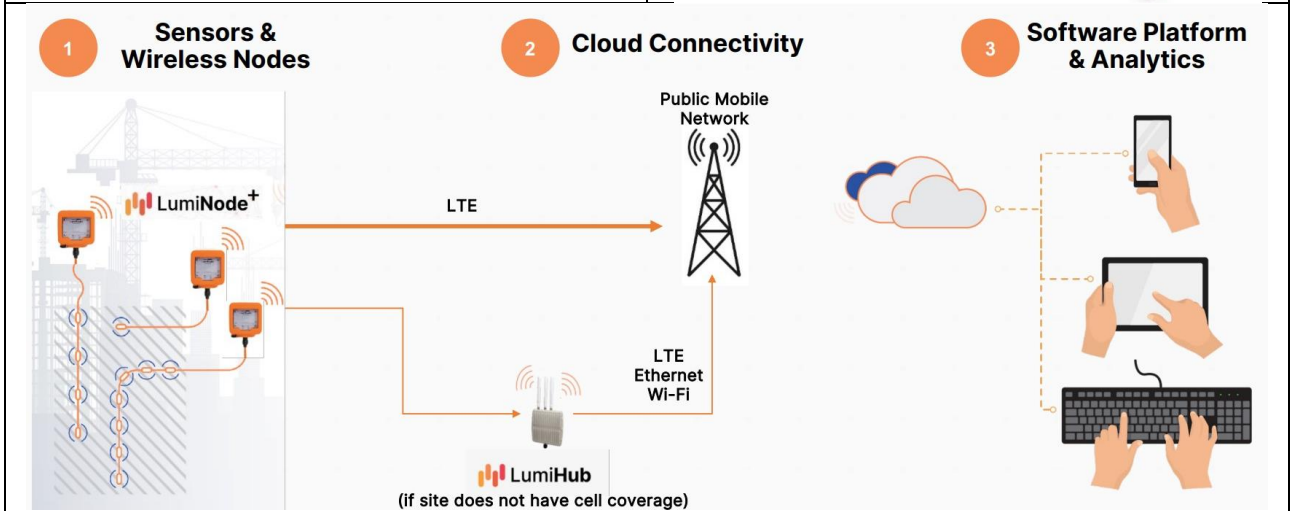 1
Sensors &
Wireless Nodes
2
Cloud Connectivity
3
Software Platform
& Analytics
LumiNode+
LTE
Public Mobile
Network
LTE
Ethernet
Wi-Fi
LumiHub
(if site does not have cell coverage)